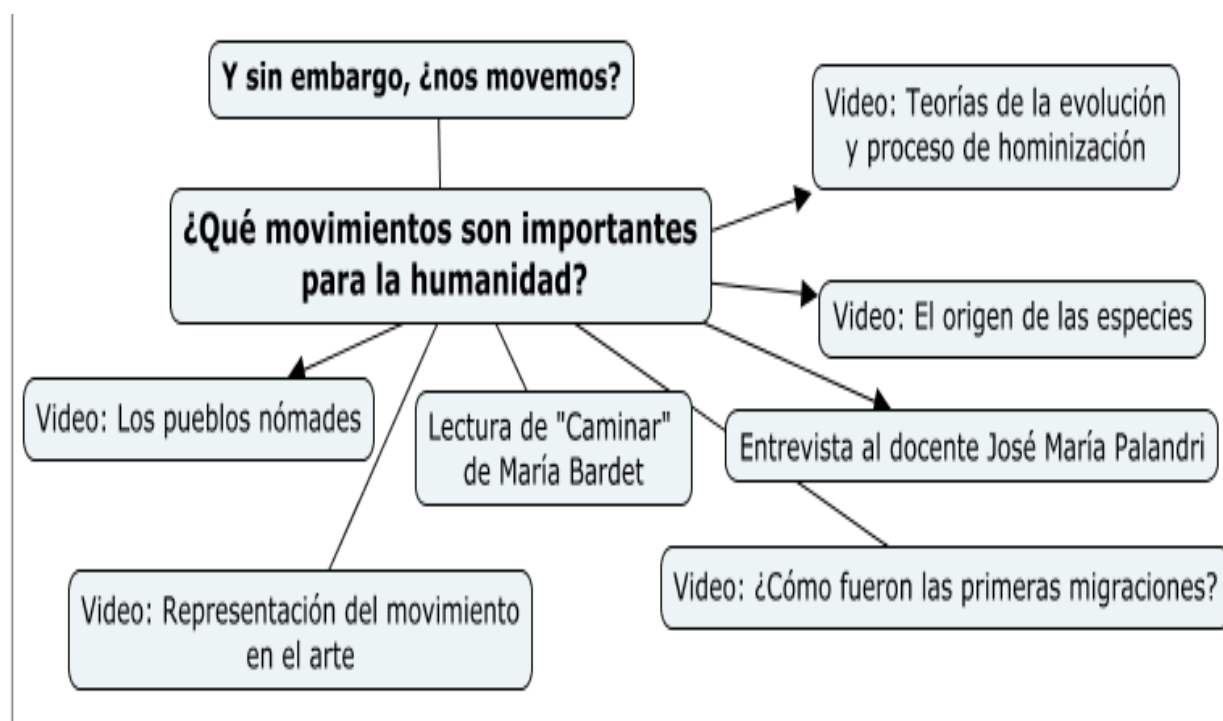 Y sin embargo, ¿nos movemos?
Video: Teorías de la evolución
y proceso de hominización
¿Qué movimientos son importantes
para la humanidad?
Video: El origen de las especies
Video: Los pueblos nómades
Lectura de "Caminar"
de María Bardet
Entrevista al docente José María Palandri
Video: ¿Cómo fueron las primeras migraciones?
Video: Representación del movimiento
en el arte